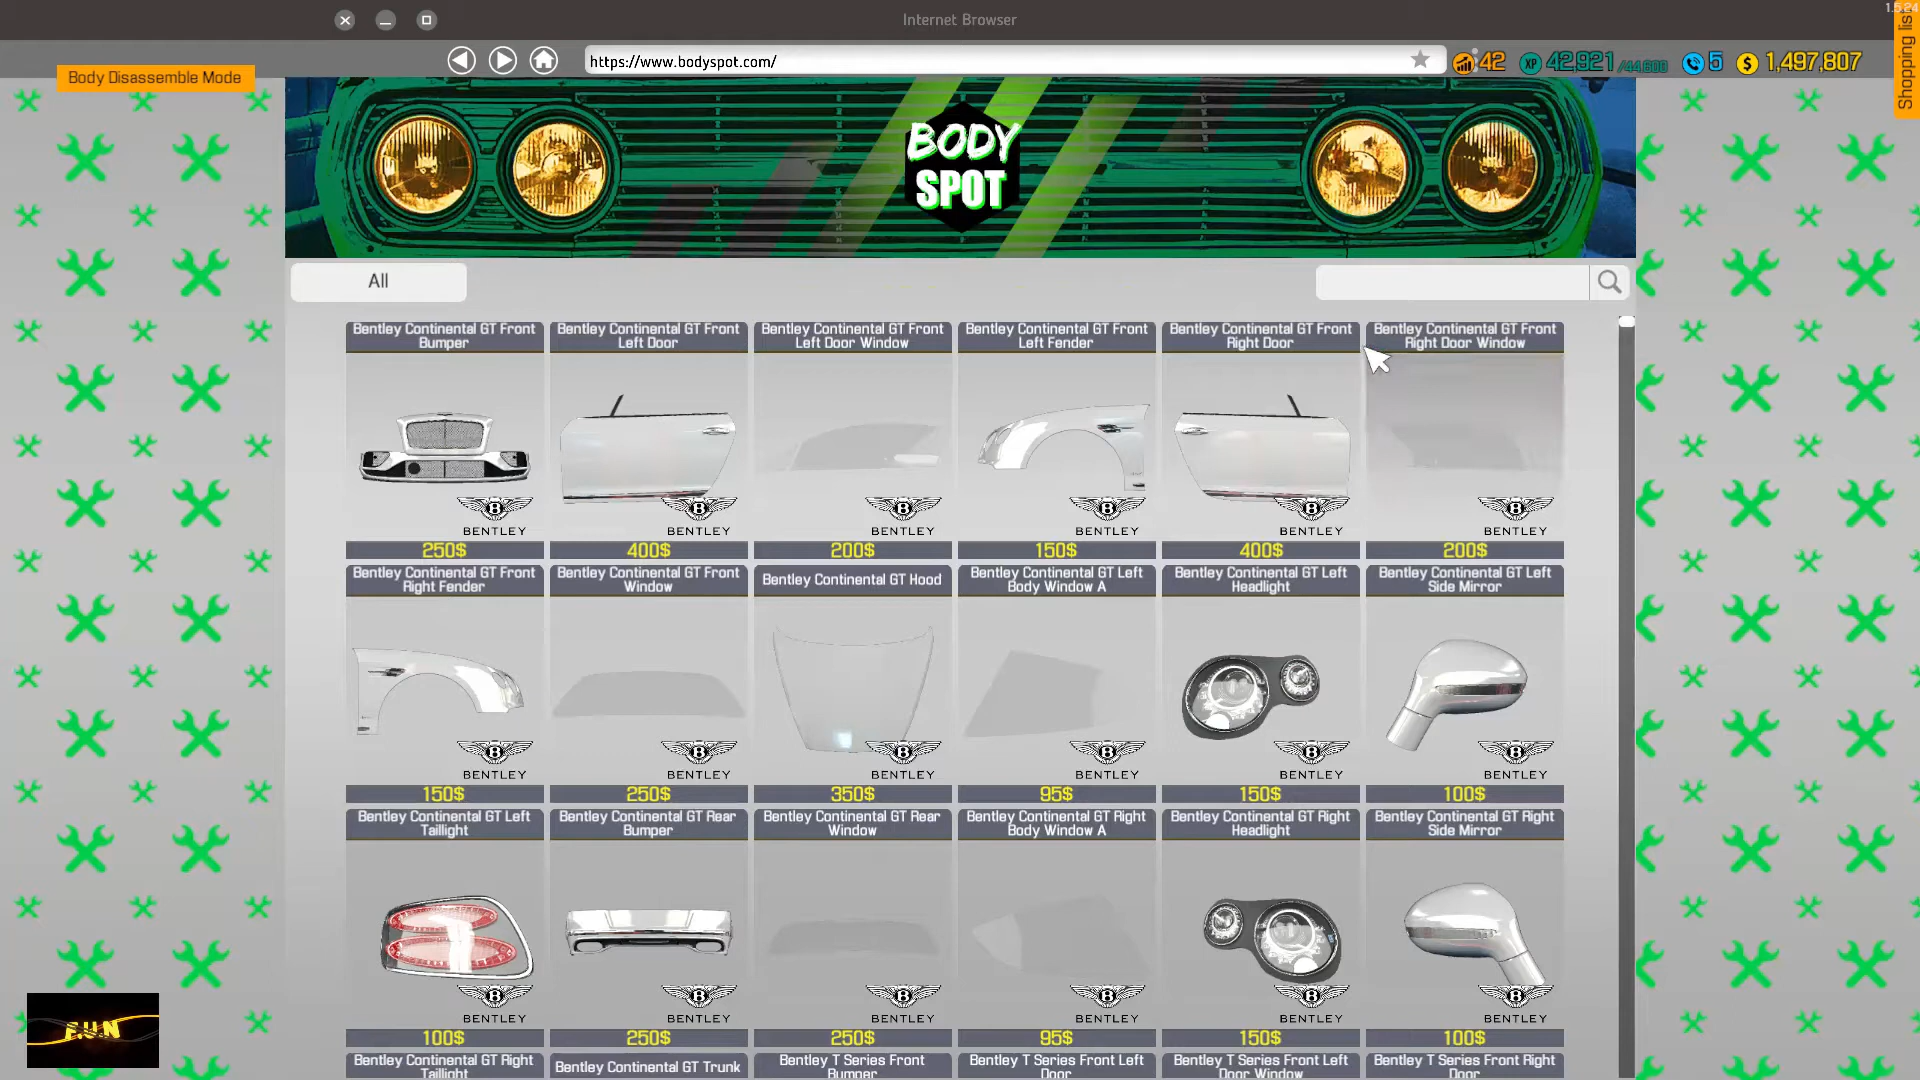 1.5.24
Internet Browser
https://www.bodyspot.com/
42
XP
42,921 /44,600
5
$
1,497,807
Shopping list
Body Disassemble Mode
BODY
SPOT
All
Bentley Continental GT Front
Bumper
Bentley Continental GT Front
Left Door
Bentley Continental GT Front
Left Door Window
Bentley Continental GT Front
Left Fender
Bentley Continental GT Front
Right Door
Bentley Continental GT Front
Right Door Window
B
BENTLEY
B
BENTLEY
B
BENTLEY
B
BENTLEY
B
BENTLEY
B
BENTLEY
250$
400$
200$
150$
400$
200$
Bentley Continental GT Front
Right Fender
Bentley Continental GT Front
Window
Bentley Continental GT Hood
Bentley Continental GT Left
Body Window A
Bentley Continental GT Left
Headlight
Bentley Continental GT Left
Side Mirror
B
BENTLEY
B
BENTLEY
B
BENTLEY
B
BENTLEY
B
BENTLEY
B
BENTLEY
150$
250$
350$
95$
150$
100$
Bentley Continental GT Left
Taillight
Bentley Continental GT Rear
Bumper
Bentley Continental GT Rear
Window
Bentley Continental GT Right
Body Window A
Bentley Continental GT Right
Headlight
Bentley Continental GT Right
Side Mirror
B
BENTLEY
B
BENTLEY
B
BENTLEY
B
BENTLEY
B
BENTLEY
B
BENTLEY
100$
250$
250$
95$
150$
100$
Bentley Continental GT Right
Taillight
Bentley Continental GT Trunk
Bentley T Series Front
Bumper
Bentley T Series Front Left
Door
Bentley T Series Front Left
Door Window
Bentley T Series Front Right
Door
F.U.N